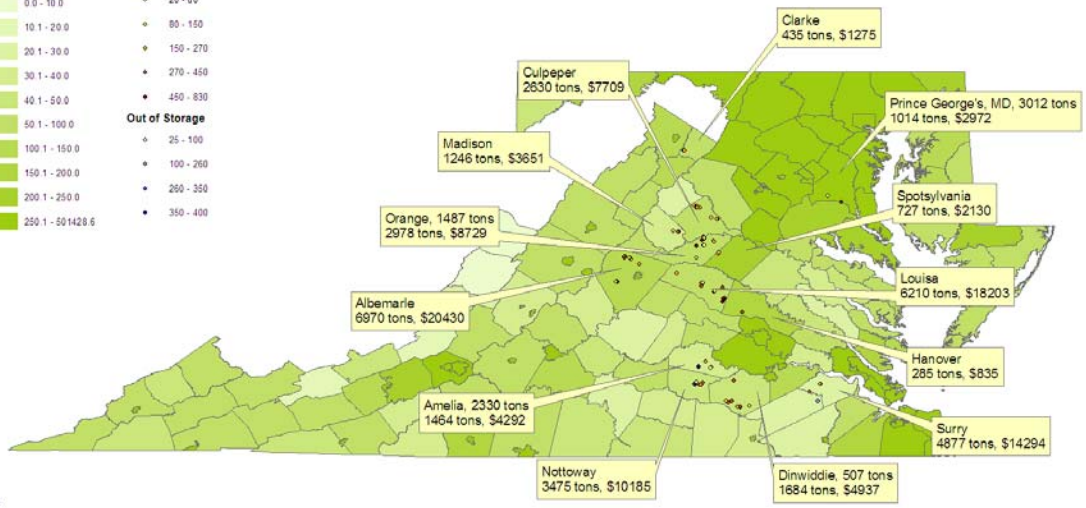 0.0 - 10.0
10.1 - 20.0
20.1 - 30.0
30.1 - 40.0
40.1 - 50.0
50.1 - 100.0
100.1 - 150.0
150.1 - 200.0
200.1 - 250.0
250.1 - 501428.6
80 - 150
150 - 270
270 - 450
450 - 830
Out of Storage
25 - 100
100 - 260
260 - 350
350 - 400
Clarke
435 tons, $1275
Culpeper
2630 tons, $7709
Prince George's, MD, 3012 tons
1014 tons, $2972
Madison
1246 tons, $3651
Spotsylvania
727 tons, $2130
Orange, 1487 tons
2978 tons, $8729
Louisa
6210 tons, $18203
Albemarle
6970 tons, $20430
Hanover
285 tons, $835
Amelia, 2330 tons
1464 tons, $4292
Surry
4877 tons, $14294
Nottoway
3475 tons, $10185
Dinwiddie, 507 tons
1684 tons, $4937